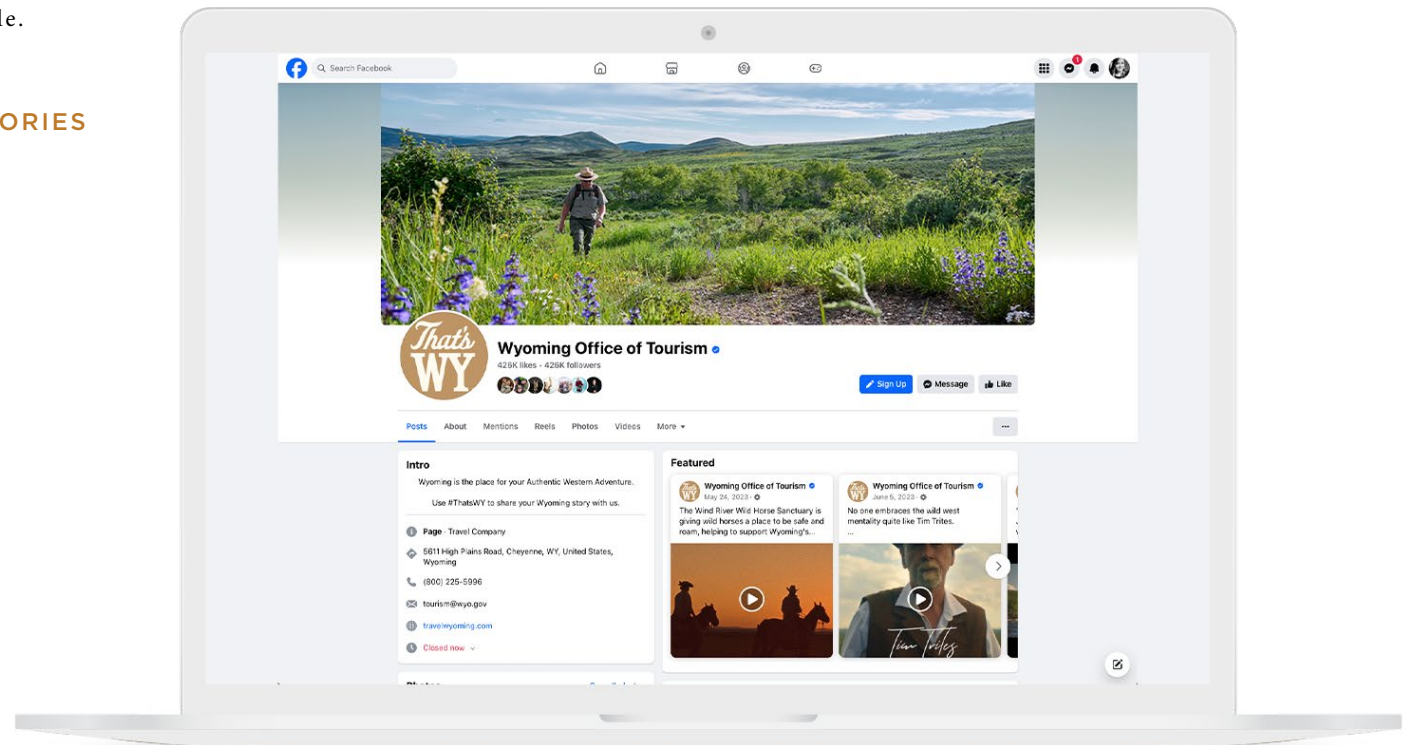 le.
ORIES
Search Facebook
1
That's
WY
Wyoming Office of Tourism
426K likes • 426K followers
Sign Up
Message
Like
Posts About Mentions Reels Photos Videos More
Intro
Wyoming is the place for your Authentic Western Adventure.
Use #ThatsWY to share your Wyoming story with us.
Page · Travel Company
5611 High Plains Road, Cheyenne, WY, United States,
Wyoming
(800) 225-5996
tourism@wyo.gov
travelwyoming.com
Closed now
Featured
That's
WY
Wyoming Office of Tourism
May 24, 2023 ·
The Wind River Wild Horse Sanctuary is
giving wild horses a place to be safe and
roam, helping to support Wyoming's...
That's
WY
Wyoming Office of Tourism
June 5, 2023 ·
No one embraces the wild west
mentality quite like Tim Trites.
...
Tim Trites